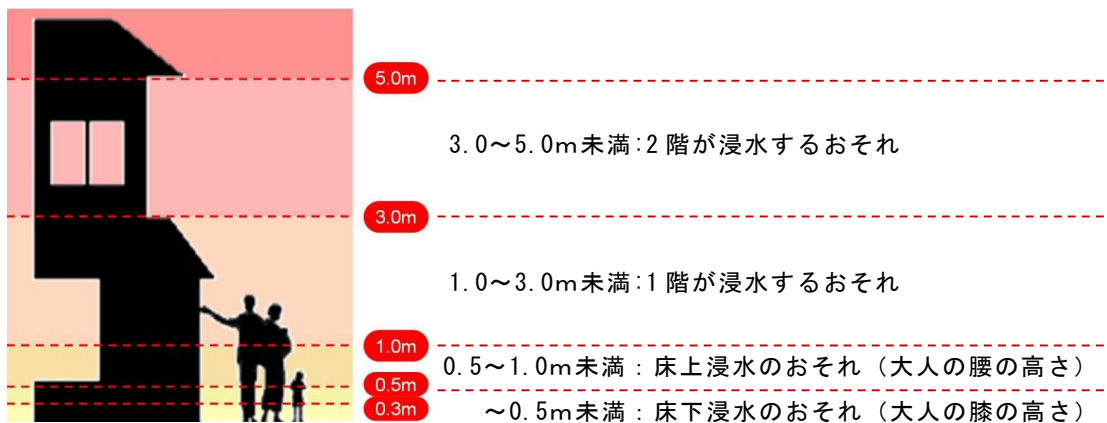 5.0m
3.0～5.0ｍ未満:2 階が浸水するおそれ
3.0m
1.0～3.0ｍ未満:1 階が浸水するおそれ
1.0m
0.5～1.0ｍ未満：床上浸水のおそれ（大人の腰の高さ）
0.5m
～0.5ｍ未満：床下浸水のおそれ（大人の膝の高さ）
0.3m